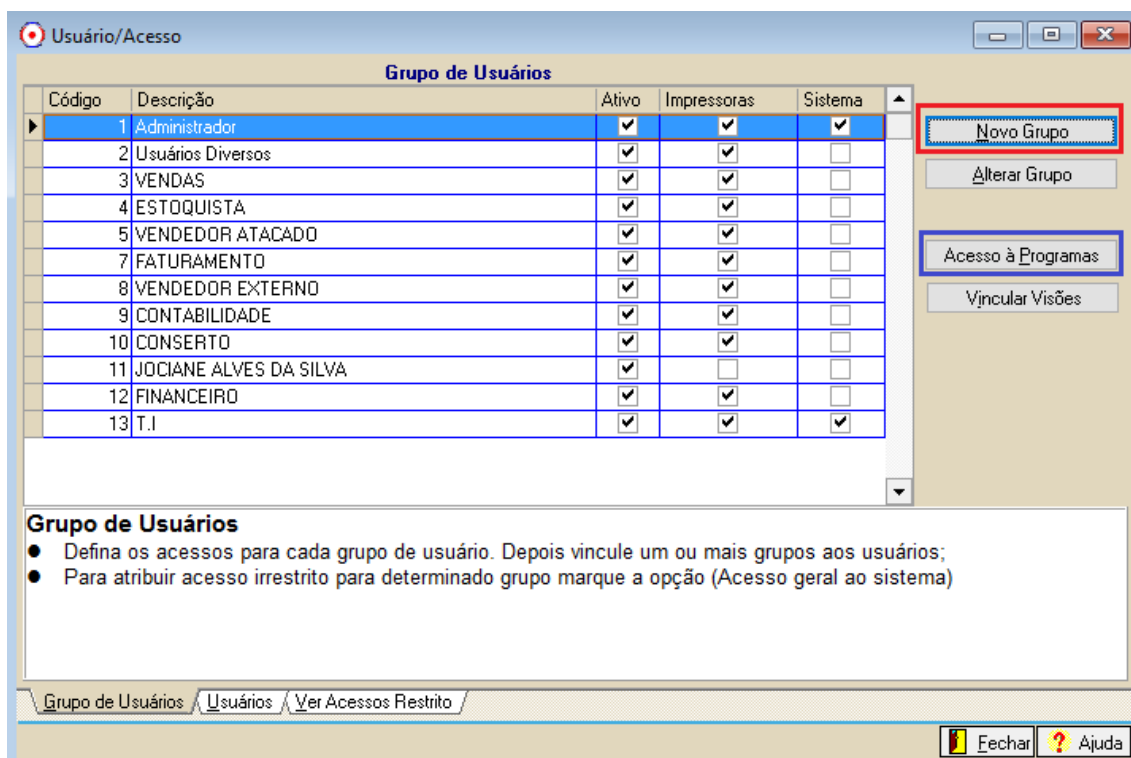 Usuário/Acesso
Grupo de Usuários
Código Descrição Ativo Impressoras Sistema
1 Administrador
2 Usuários Diversos
3 VENDAS
4 ESTOQUISTA
5 VENDEDOR ATACADO
7 FATURAMENTO
8 VENDEDOR EXTERNO
9 CONTABILIDADE
10 CONSERTO
11 JOCIANE ALVES DA SILVA
12 FINANCEIRO
13 T.I
Novo Grupo
Alterar Grupo
Acesso à Programas
Vincular Visões
Grupo de Usuários
● Defina os acessos para cada grupo de usuário. Depois vincule um ou mais grupos aos usuários;
● Para atribuir acesso irrestrito para determinado grupo marque a opção (Acesso geral ao sistema)
Grupo de Usuários Usuários Ver Acessos Restrito
Fechar ? Ajuda